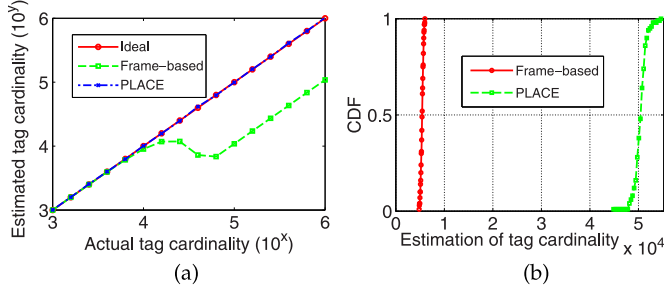 Estimated tag cardinality (10^y)
6
5
4
3
Ideal
Frame-based
PLACE
3 4 5 6
Actual tag cardinality (10^x)
(a)
CDF
1
0.5
0
Frame-based
PLACE
0 1 2 3 4 5
Estimation of tag cardinality x 10^4
(b)